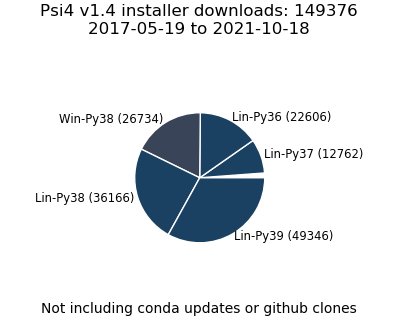 Psi4 v1.4 installer downloads: 149376
2017-05-19 to 2021-10-18
Win-Py38 (26734)
Lin-Py36 (22606)
Lin-Py37 (12762)
Lin-Py38 (36166)
Lin-Py39 (49346)
Not including conda updates or github clones